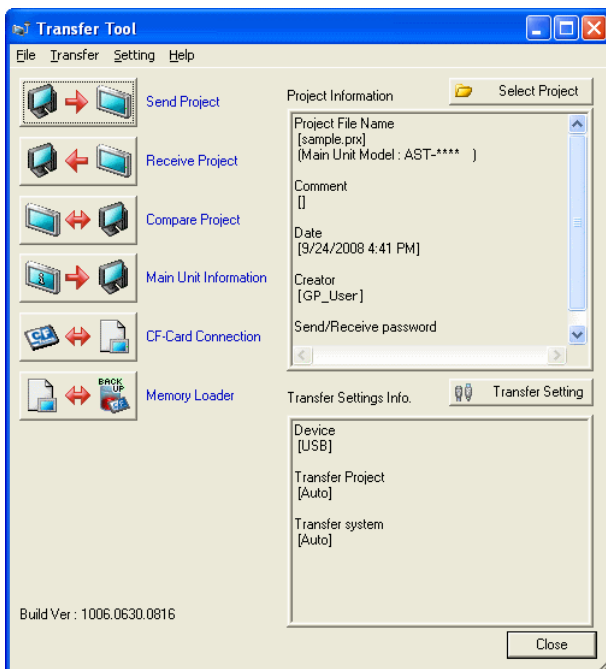 Transfer Tool
File Transfer Setting Help
Send Project
Receive Project
Compare Project
Main Unit Information
CF
CF-Card Connection
BACK
UP
CF
Memory Loader
Build Ver : 1006.0630.0816
Project Information
Select Project
Project File Name
[sample.prx]
(Main Unit Model : AST-**** )
Comment
[]
Date
[9/24/2008 4:41 PM]
Creator
[GP_User]
Send/Receive password
Transfer Settings Info.
Transfer Setting
Device
[USB]
Transfer Project
[Auto]
Transfer system
[Auto]
Close